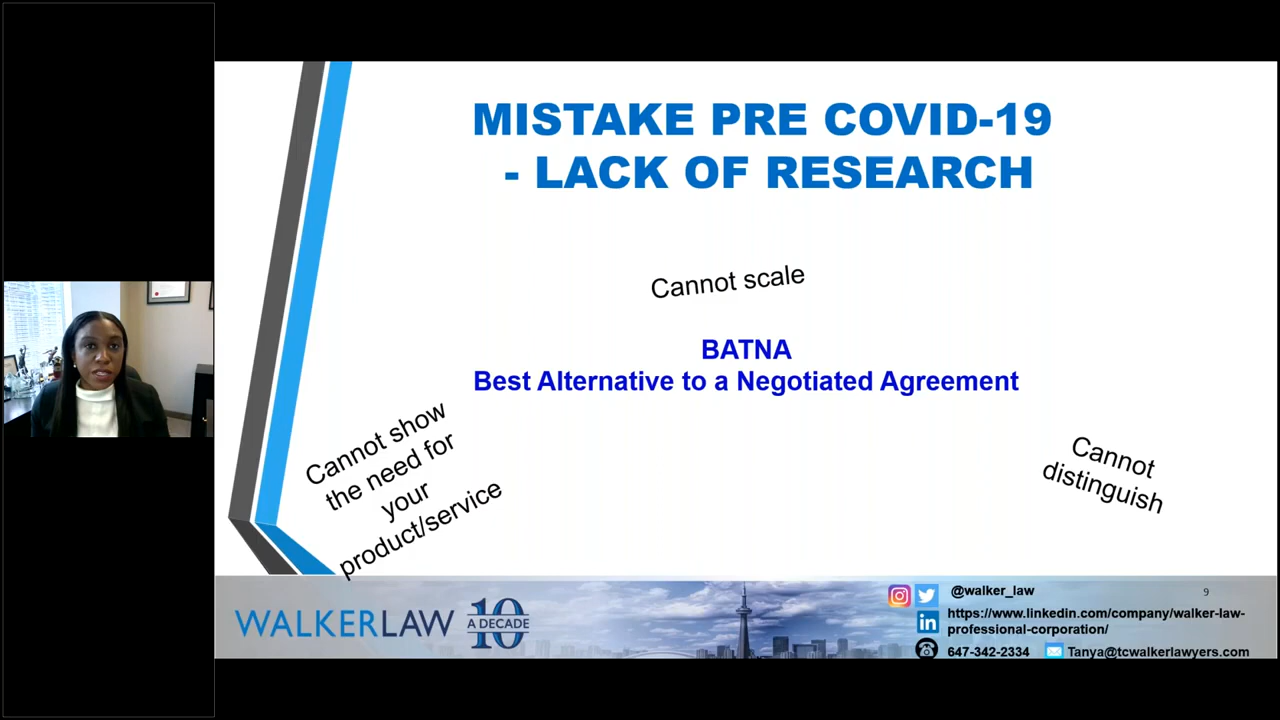 MISTAKE PRE COVID-19
- LACK OF RESEARCH
Cannot scale
BATNA
Best Alternative to a Negotiated Agreement
Cannot show
the need for
your
product/service
Cannot
distinguish
WALKERLAW
10
A DECADE
@walker_law
9
https://www.linkedin.com/company/walker-law-
professional-corporation/
647-342-2334
Tanya@tcwalkerlawyers.com